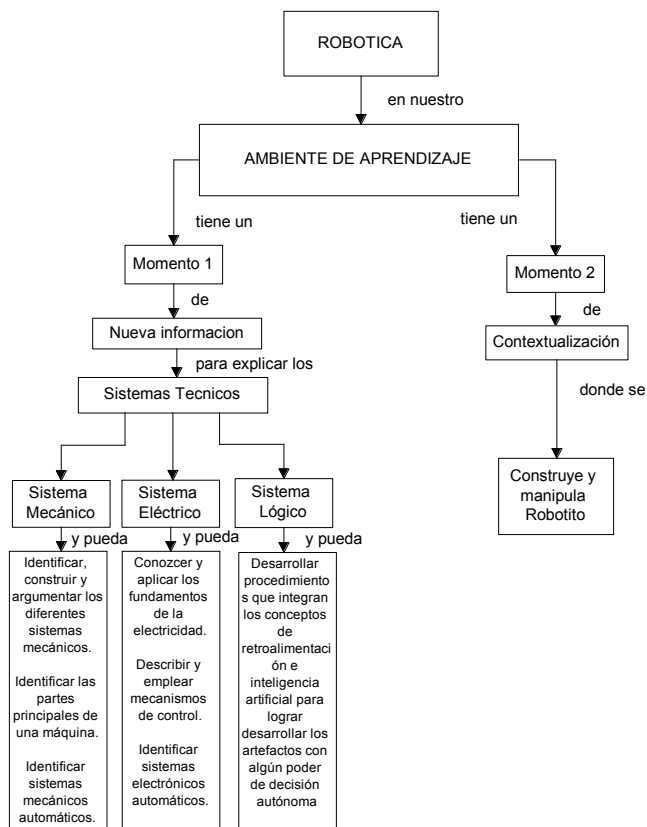 ROBOTICA
en nuestro
AMBIENTE DE APRENDIZAJE
tiene un
tiene un
Momento 1
Momento 2
de
de
Nueva informacion
Contextualización
para explicar los
donde se
Sistemas Tecnicos
Construye y
manipula
Robotito
Sistema
Mecánico
Sistema
Eléctrico
Sistema
Lógico
y pueda
y pueda
y pueda
Identificar,
construir y
argumentar los
diferentes
sistemas
mecánicos.
Identificar las
partes
principales de
una máquina.
Identificar
sistemas
mecánicos
automáticos.
Conozcer y
aplicar los
fundamentos
de la
electricidad.
Describir y
emplear
mecanismos
de control.
Identificar
sistemas
electrónicos
automáticos.
Desarrollar
procedimiento
s que integran
los conceptos
de
retroalimentaci
ón e
inteligencia
artificial para
lograr
desarrollar los
artefactos con
algún poder
de decisión
autónoma